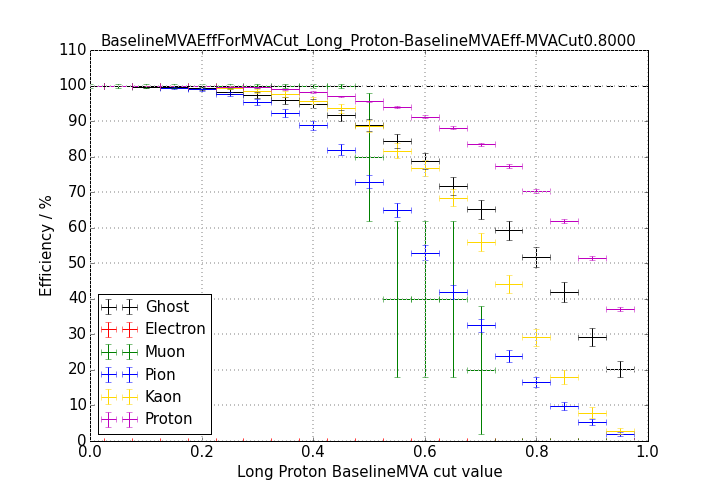 BaselineMVAEffForMVACut_Long_Proton-BaselineMVAEff-MVACut0.8000
110
100
90
80
70
60
50
40
30
20
10
0
Efficiency / %
Ghost
Electron
Muon
Pion
Kaon
Proton
0.0 0.2 0.4 0.6 0.8 1.0
Long Proton BaselineMVA cut value